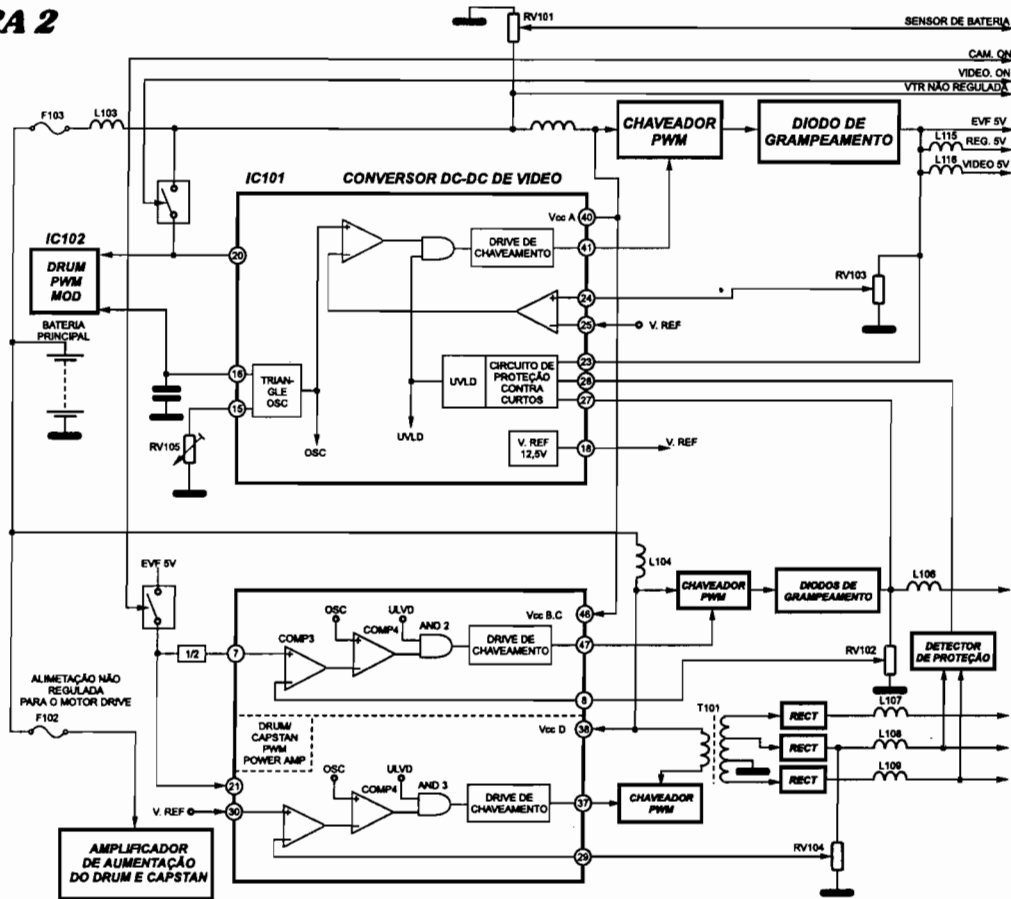 RA 2
RV101
SENSOR DE BATERIA
CAM. ON
VIDEO. ON
VTR NÃO REGULADA
F103
L103
CHAVEADOR
PWM
DIODO DE
GRAMPEAMENTO
EVF 5V
L115
REG. 5V
L116
VIDEO 5V
IC101
CONVERSOR DC-DC DE VIDEO
Vcc A
40
41
DRIVE DE
CHAVEAMENTO
IC102
DRUM
PWM
MOD
20
RV103
24
25
V. REF
BATERIA
PRINCIPAL
16
15
TRIAN-
GLE
OSC
UVLD
CIRCUITO DE
PROTEÇÃO
CONTRA
CURTOS
23
26
27
RV105
OSC
UVLD
V. REF
12,5V
18
V. REF
EVF 5V
L104
CHAVEADOR
PWM
DIODOS DE
GRAMPEAMENTO
L106
OSC
ULVD
AND 2
Vcc B.C
46
COMP3
COMP4
DRIVE DE
CHAVEAMENTO
47
1/2
7
8
RV102
DETECTOR
DE PROTEÇÃO
ALIMETAÇÃO NÃO
REGULADA
PARA O MOTOR DRIVE
F102
DRUM/
CAPSTAN
PWM
POWER AMP
Vcc D
38
T101
RECT
L107
RECT
L108
RECT
L109
21
OSC
ULVD
AND 3
COMP4
DRIVE DE
CHAVEAMENTO
37
CHAVEADOR
PWM
V. REF
30
29
RV104
AMPLIFICADOR
DE AUMENTAÇÃO
DO DRUM E CAPSTAN